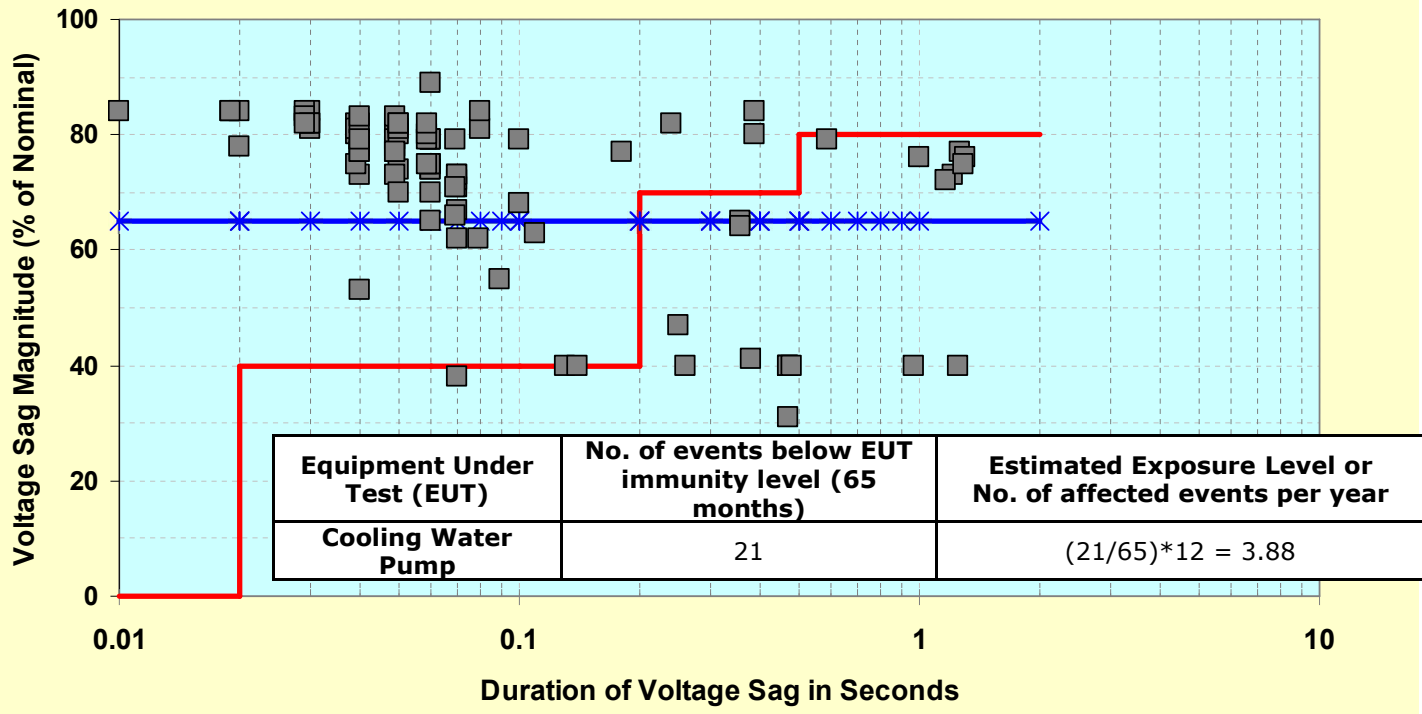 Voltage Sag Magnitude (% of Nominal)
100
80
60
40
20
0
Equipment Under
Test (EUT)
No. of events below EUT
immunity level (65
months)
Estimated Exposure Level or
No. of affected events per year
Cooling Water
Pump
21
(21/65)*12 = 3.88
0.01
0.1
1
10
Duration of Voltage Sag in Seconds